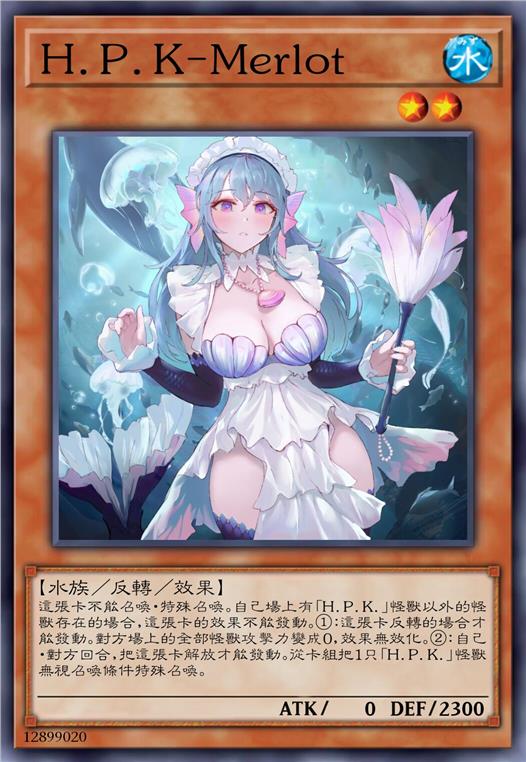 H.P.K-Merlot
みず
水
【水族／反轉／效果】
這張卡不能召喚・特殊召喚。自己場上有「H.P.K.」怪獸以外的怪
獸存在的場合，這張卡的效果不能發動。①：這張卡反轉的場合才
能發動。對方場上的全部怪獸攻擊力變成0，效果無效化。②：自己
・對方回合，把這張卡解放才能發動。從卡組把1只「H.P.K.」怪獸
無視召喚條件特殊召喚。
ATK/ 0 DEF/2300
12899020